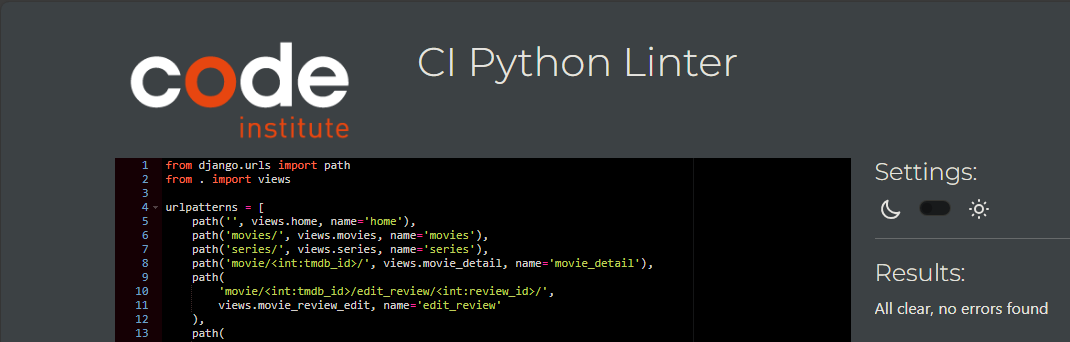 code
institute
CI Python Linter
1 from django.urls import path
2 from . import views
3
4 urlpatterns = [
5     path('', views.home, name='home'),
6     path('movies/', views.movies, name='movies'),
7     path('series/', views.series, name='series'),
8     path('movie/<int:tmdb_id>/', views.movie_detail, name='movie_detail'),
9     path(
10         'movie/<int:tmdb_id>/edit_review/<int:review_id>/',
11         views.movie_review_edit, name='edit_review'
12     ),
13     path(
Settings:
Results:
All clear, no errors found